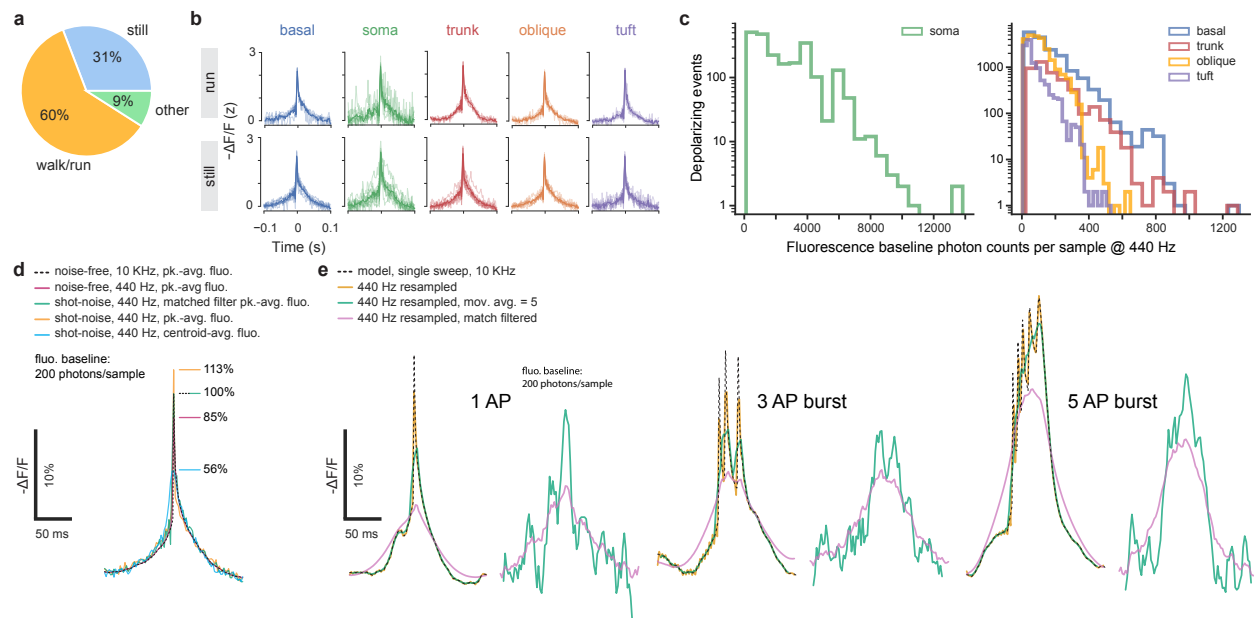 a
still
31%
9%
other
60%
walk/run
b
basal
soma
trunk
oblique
tuft
run
still
-ΔF/F (z)
3
0
3
0
−0.1
0
0.1
Time (s)
c
Depolarizing events
100
10
1
0
4000
8000
12000
soma
1000
100
10
1
0
400
800
1200
basal
trunk
oblique
tuft
Fluorescence baseline photon counts per sample @ 440 Hz
d
noise-free, 10 KHz, pk.-avg. fluo.
noise-free, 440 Hz, pk.-avg fluo.
shot-noise, 440 Hz, matched filter pk.-avg. fluo.
shot-noise, 440 Hz, pk.-avg. fluo.
shot-noise, 440 Hz, centroid-avg. fluo.
fluo. baseline:
200 photons/sample
113%
100%
85%
56%
-ΔF/F
10%
50 ms
e
model, single sweep, 10 KHz
440 Hz resampled
440 Hz resampled, mov. avg. = 5
440 Hz resampled, match filtered
fluo. baseline:
200 photons/sample
1 AP
3 AP burst
5 AP burst
-ΔF/F
10%
50 ms